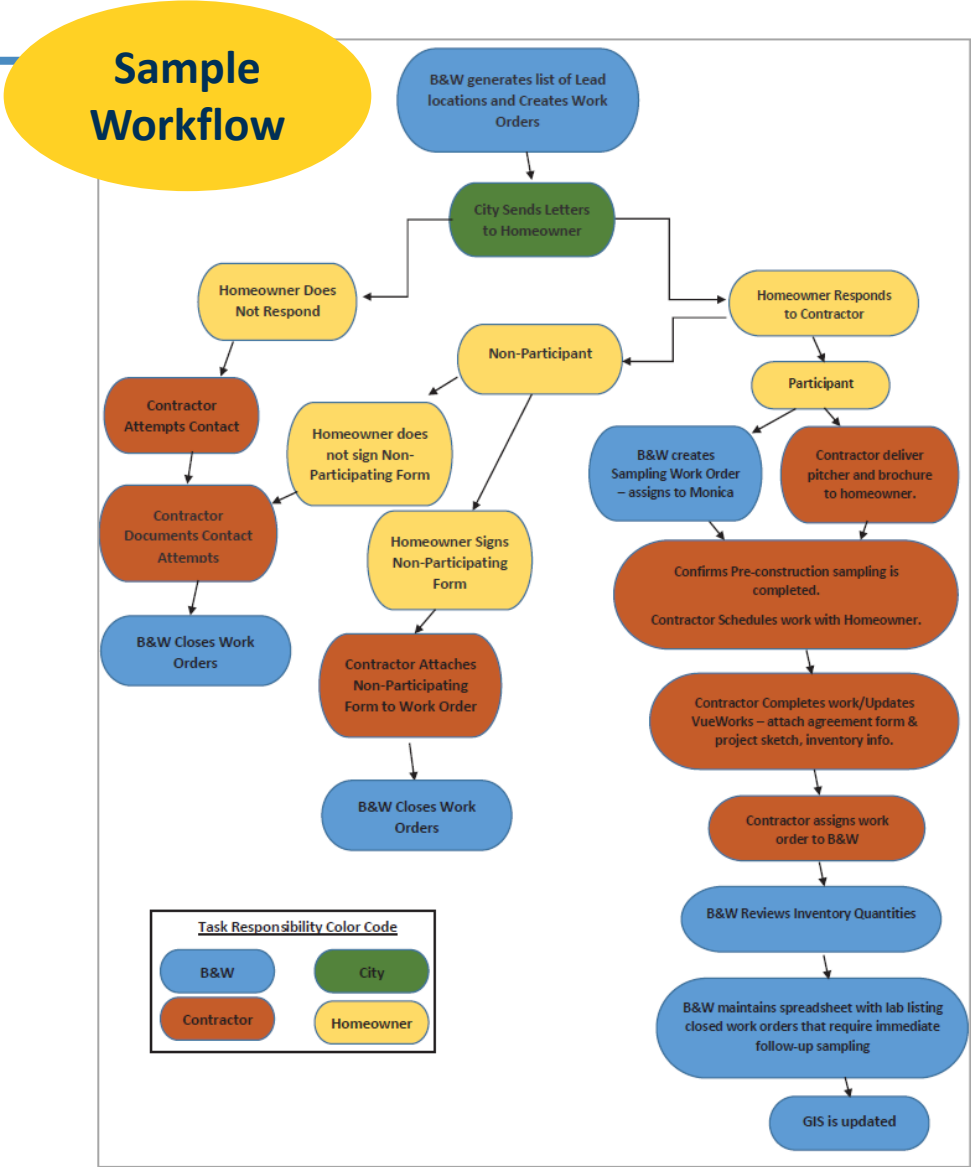 Sample
Workflow
B&W generates list of Lead
locations and Creates Work
Orders
City Sends Letters
to Homeowner
Homeowner Does
Not Respond
Homeowner Responds
to Contractor
Non-Participant
Participant
Contractor
Attempts Contact
Homeowner does
not sign Non-
Participating Form
B&W creates
Sampling Work Order
– assigns to Monica
Contractor deliver
pitcher and brochure
to homeowner.
Contractor
Documents Contact
Attempts
Homeowner Signs
Non-Participating
Form
Confirms Pre-construction sampling is
completed.
Contractor Schedules work with Homeowner.
B&W Closes Work
Orders
Contractor Attaches
Non-Participating
Form to Work Order
Contractor Completes work/Updates
VueWorks – attach agreement form &
project sketch, inventory info.
B&W Closes Work
Orders
Contractor assigns work
order to B&W
B&W Reviews Inventory Quantities
Task Responsibility Color Code
B&W
City
Contractor
Homeowner
B&W maintains spreadsheet with lab listing
closed work orders that require immediate
follow-up sampling
GIS is updated